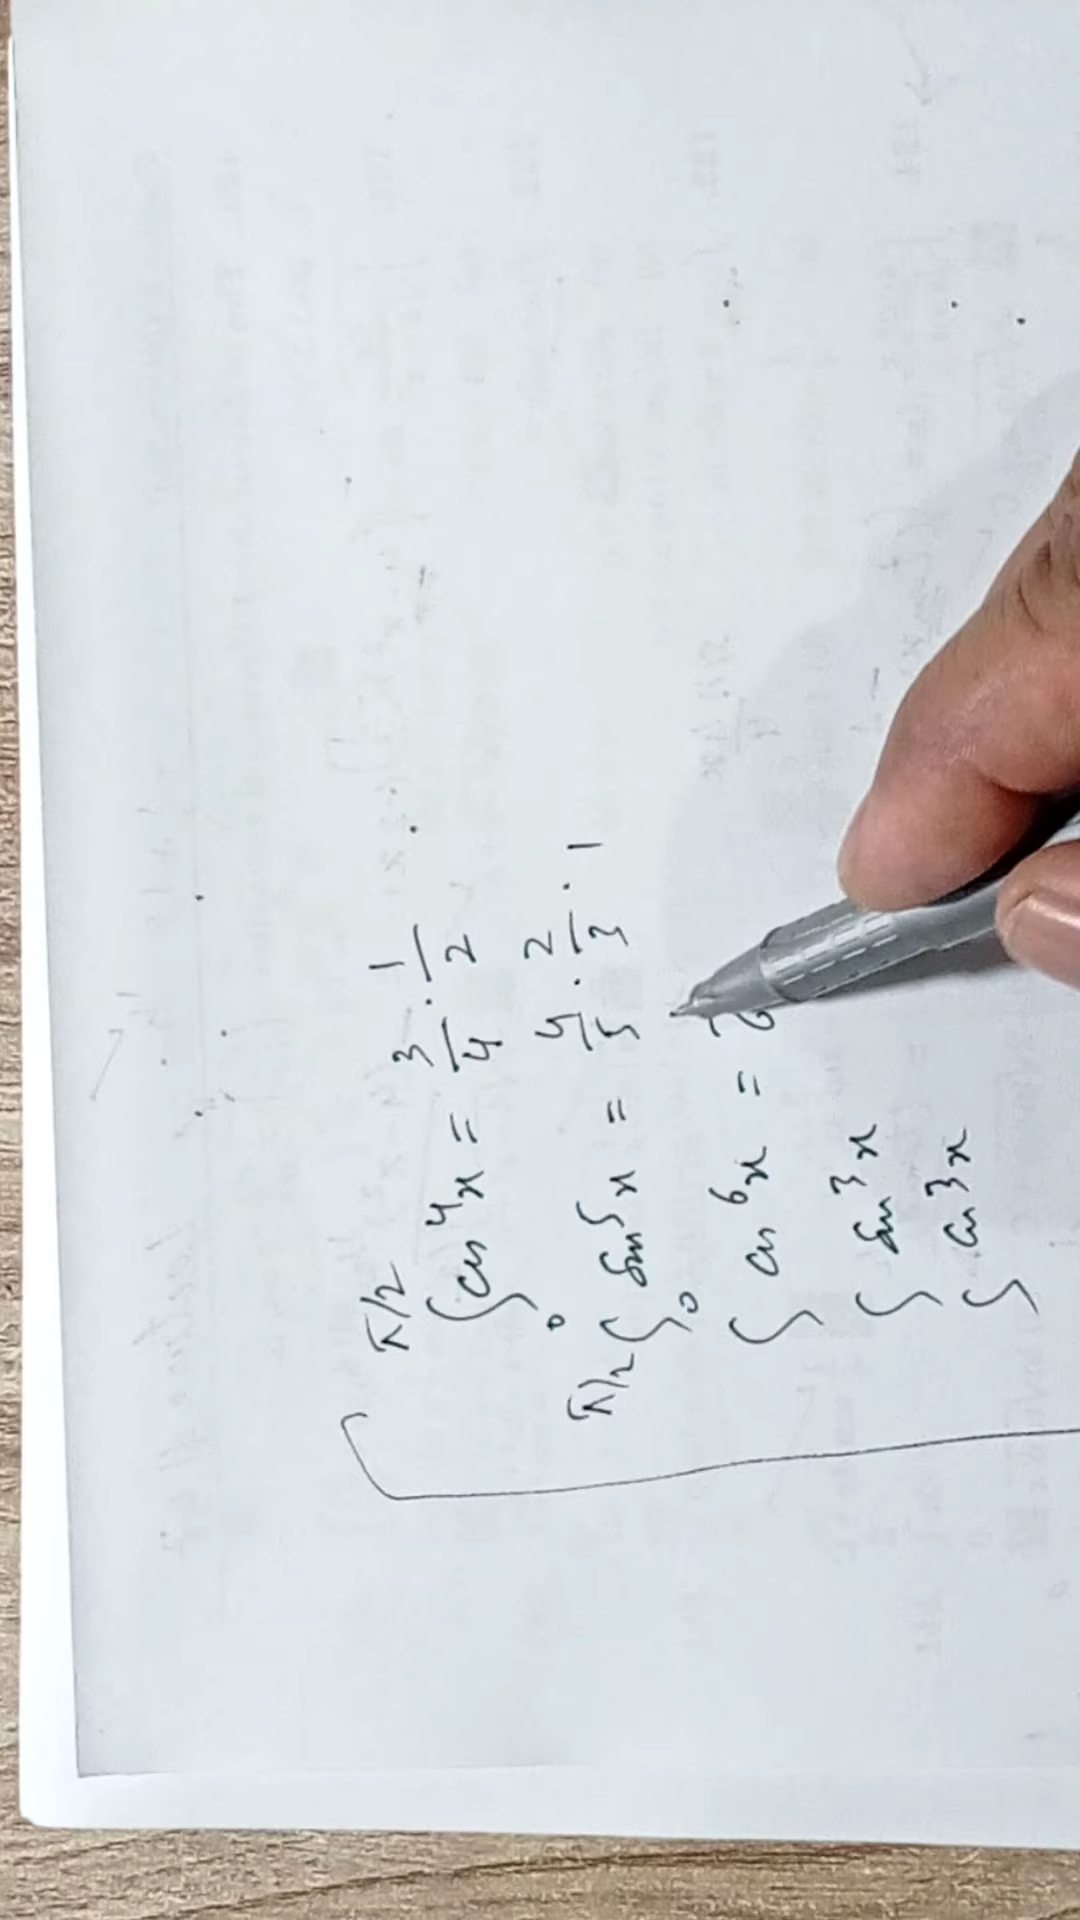 π/2
∫ cos⁴x = 3/4 · 1/2
0
π/2
∫ sin⁵x = 4/5 · 2/3 · 1
0
∫ cos⁶x =
∫ sin³x
∫ cos³x